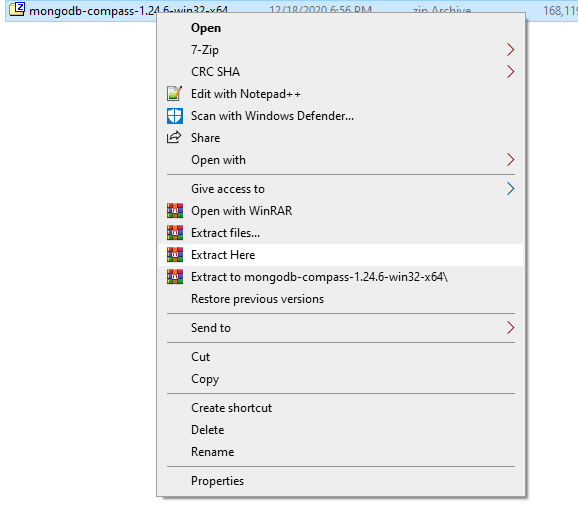 mongodb-compass-1.24.6-win32-x64 12/18/2020 6:56 PM zip Archive 168,119
Open
7-Zip
CRC SHA
Edit with Notepad++
Scan with Windows Defender...
Share
Open with
Give access to
Open with WinRAR
Extract files...
Extract Here
Extract to mongodb-compass-1.24.6-win32-x64\
Restore previous versions
Send to
Cut
Copy
Create shortcut
Delete
Rename
Properties